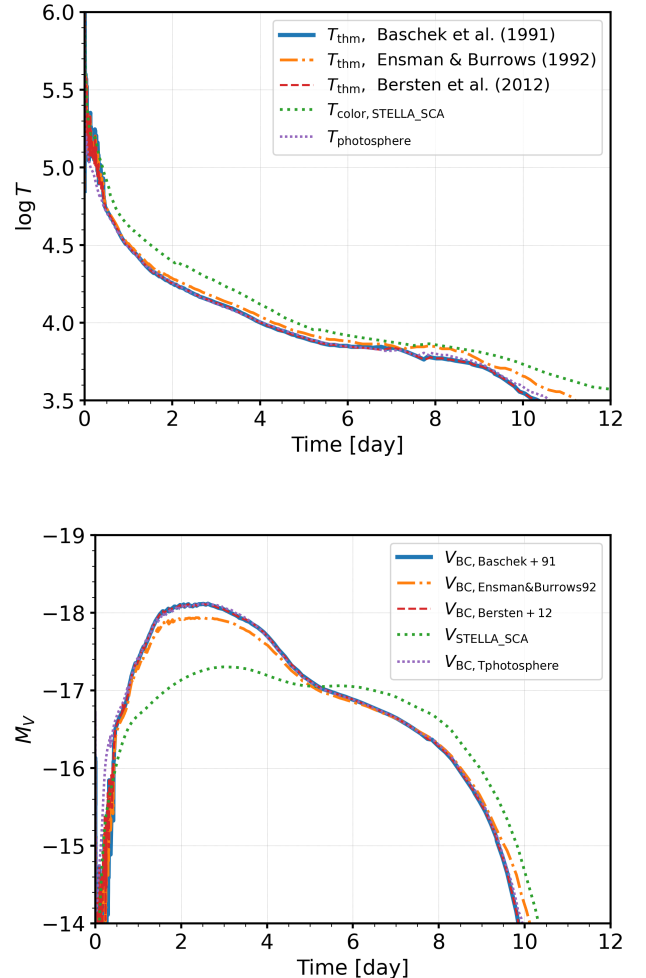 6.0
5.5
5.0
4.5
4.0
3.5
log T
T_thm, Baschek et al. (1991)
T_thm, Ensman & Burrows (1992)
T_thm, Bersten et al. (2012)
T_color, STELLA_SCA
T_photosphere
0 2 4 6 8 10 12
Time [day]
−19
−18
−17
−16
−15
−14
M_V
V_BC, Baschek + 91
V_BC, Ensman&Burrows92
V_BC, Bersten + 12
V_STELLA_SCA
V_BC, Tphotosphere
0 2 4 6 8 10 12
Time [day]